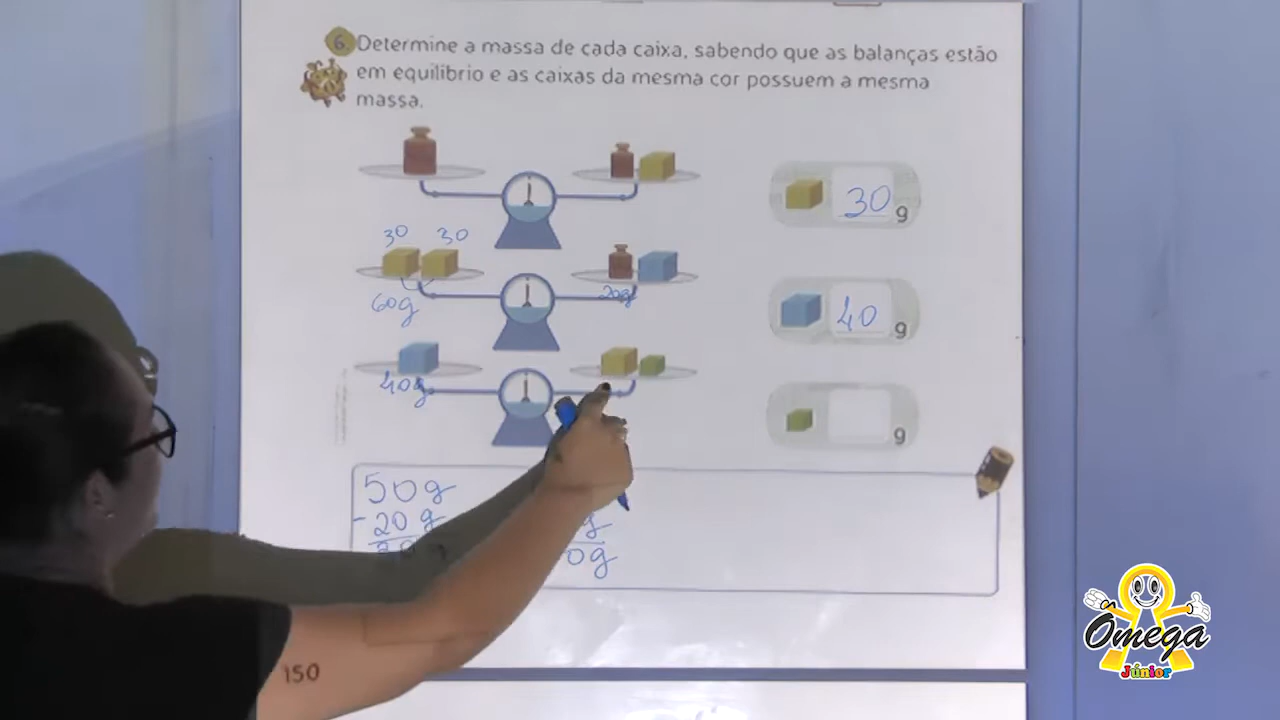 6. Determine a massa de cada caixa, sabendo que as balanças estão
em equilíbrio e as caixas da mesma cor possuem a mesma
massa.
30 g
30 30
60g 20g
40 g
40g
g
50g
- 20 g
g
0g
150
Ômega
Júnior